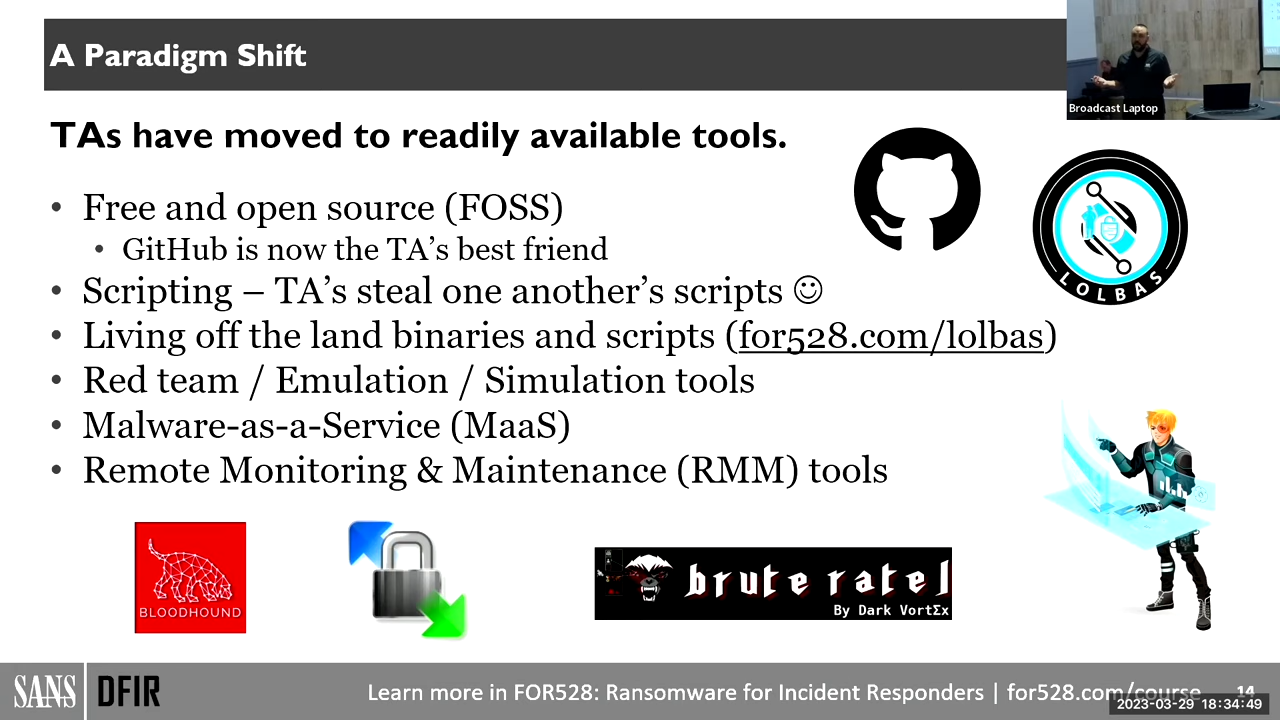 A Paradigm Shift
Broadcast Laptop
TAs have moved to readily available tools.
• Free and open source (FOSS)
• GitHub is now the TA’s best friend
• Scripting – TA’s steal one another’s scripts ☺
• Living off the land binaries and scripts (for528.com/lolbas)
• Red team / Emulation / Simulation tools
• Malware-as-a-Service (MaaS)
• Remote Monitoring & Maintenance (RMM) tools
LOLBAS
BLOODHOUND
brute ratel
By Dark VortΣx
SANS DFIR
Learn more in FOR528: Ransomware for Incident Responders | for528.com/course 14
2023-03-29 18:34:49